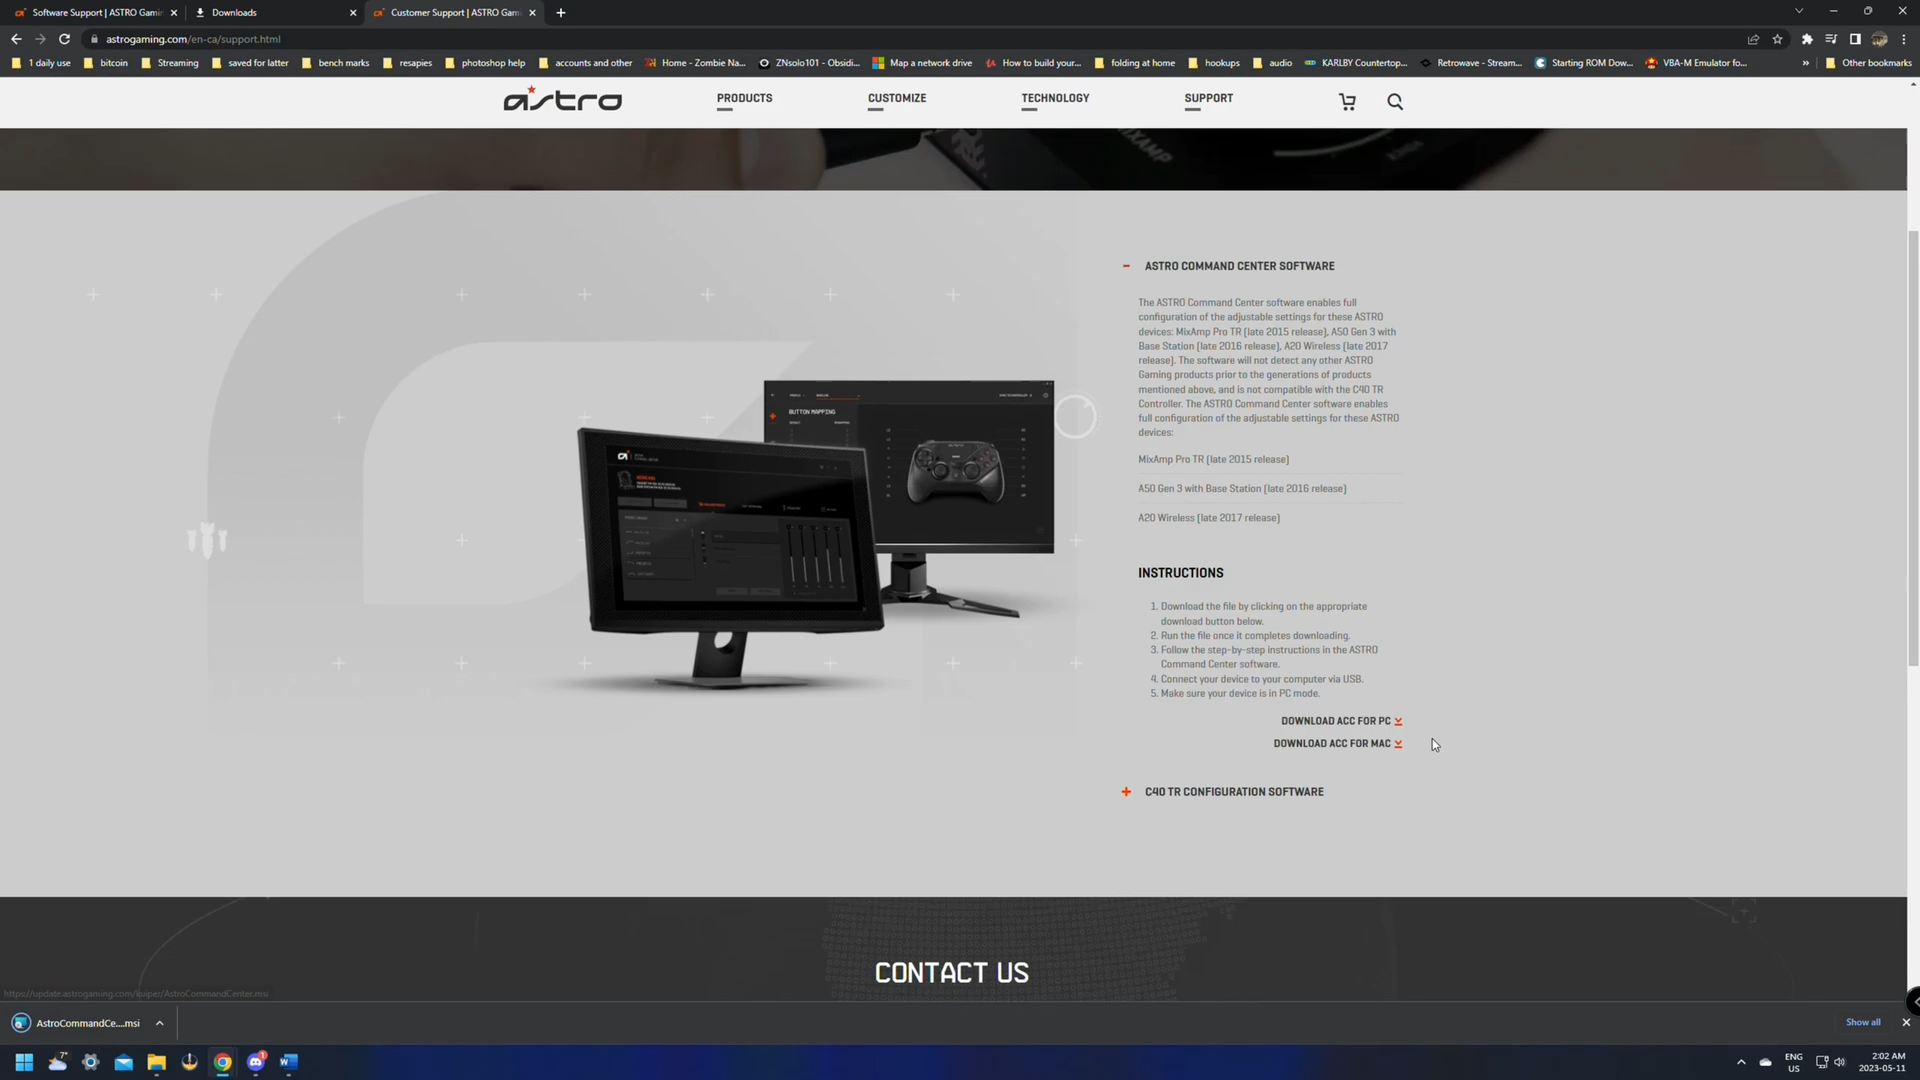 Software Support | ASTRO Gami
Downloads
Customer Support | ASTRO Gam
astrogaming.com/en-ca/support.html
1 daily use
bitcoin
Streaming
saved for latter
bench marks
resapies
photoshop help
accounts and other
Home - Zombie Na...
ZNsolo101 - Obsidi...
Map a network drive
How to build your...
folding at home
hookups
audio
KARLBY Countertop...
Retrowave - Stream...
Starting ROM Dow...
VBA-M Emulator fo...
»
Other bookmarks
astro
PRODUCTS
CUSTOMIZE
TECHNOLOGY
SUPPORT
MIXAMP
ASTRO COMMAND CENTER SOFTWARE
The ASTRO Command Center software enables full
configuration of the adjustable settings for these ASTRO
devices: MixAmp Pro TR (late 2015 release), A50 Gen 3 with
Base Station (late 2016 release), A20 Wireless (late 2017
release). The software will not detect any other ASTRO
Gaming products prior to the generations of products
mentioned above, and is not compatible with the C40 TR
Controller. The ASTRO Command Center software enables
full configuration of the adjustable settings for these ASTRO
devices:
MixAmp Pro TR (late 2015 release)
A50 Gen 3 with Base Station (late 2016 release)
A20 Wireless (late 2017 release)
BUTTON MAPPING
INSTRUCTIONS
1. Download the file by clicking on the appropriate
download button below.
2. Run the file once it completes downloading.
3. Follow the step-by-step instructions in the ASTRO
Command Center software.
4. Connect your device to your computer via USB.
5. Make sure your device is in PC mode.
DOWNLOAD ACC FOR PC
DOWNLOAD ACC FOR MAC
C40 TR CONFIGURATION SOFTWARE
CONTACT US
https://update.astrogaming.com/kuiper/AstroCommandCenter.msi
AstroCommandCe....msi
Show all
7°
1
ENG
US
2:02 AM
2023-05-11